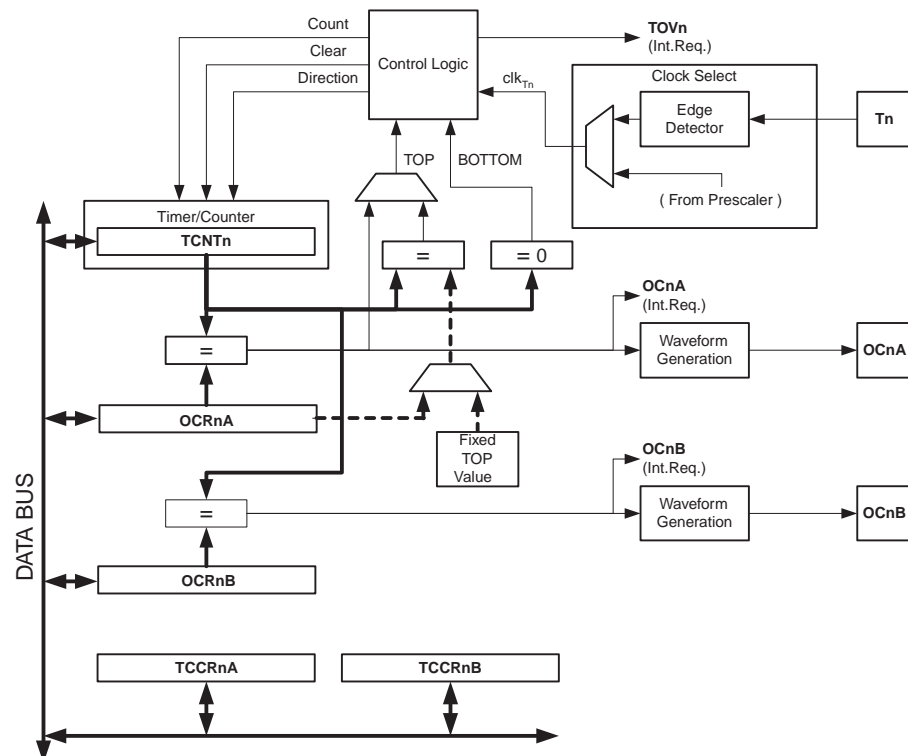 Count
Clear
Direction
Control Logic
TOVn
(Int.Req.)
clkTn
Clock Select
Edge
Detector
Tn
( From Prescaler )
TOP
BOTTOM
Timer/Counter
TCNTn
=
= 0
OCnA
(Int.Req.)
=
Waveform
Generation
OCnA
OCRnA
Fixed
TOP
Value
OCnB
(Int.Req.)
=
Waveform
Generation
OCnB
OCRnB
DATA BUS
TCCRnA
TCCRnB